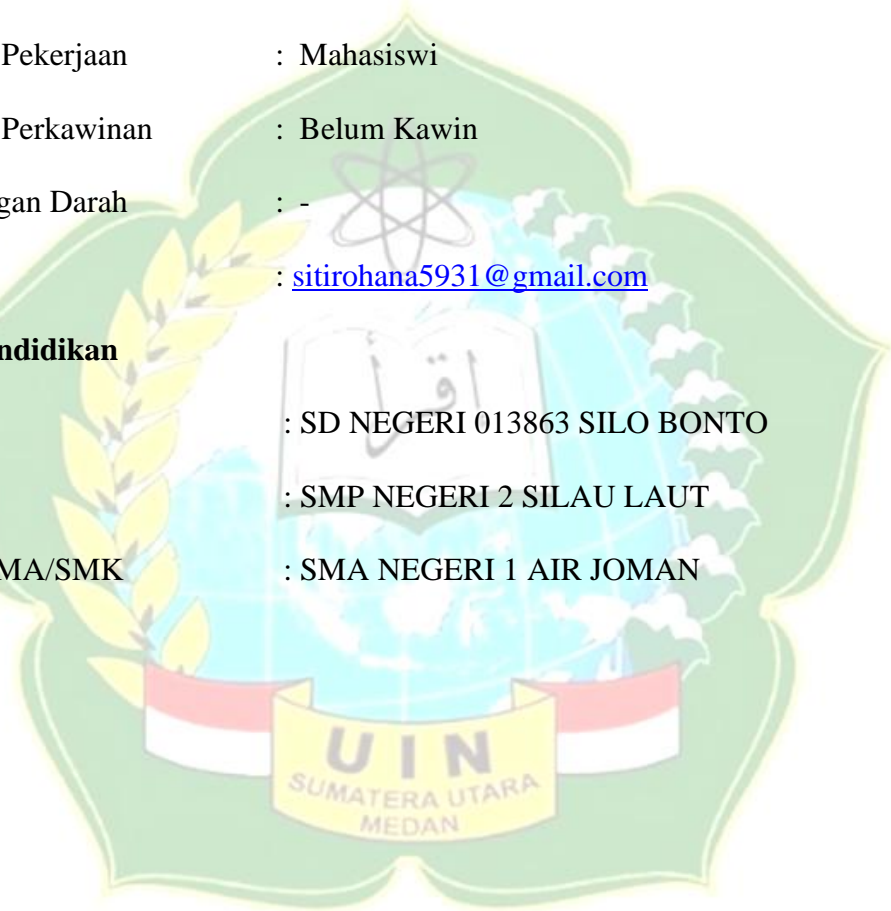 Pekerjaan : Mahasiswi
Perkawinan : Belum Kawin
gan Darah : -
: sitirohana5931@gmail.com
ndidikan
: SD NEGERI 013863 SILO BONTO
: SMP NEGERI 2 SILAU LAUT
MA/SMK : SMA NEGERI 1 AIR JOMAN
اقرأ
UIN
SUMATERA UTARA
MEDAN